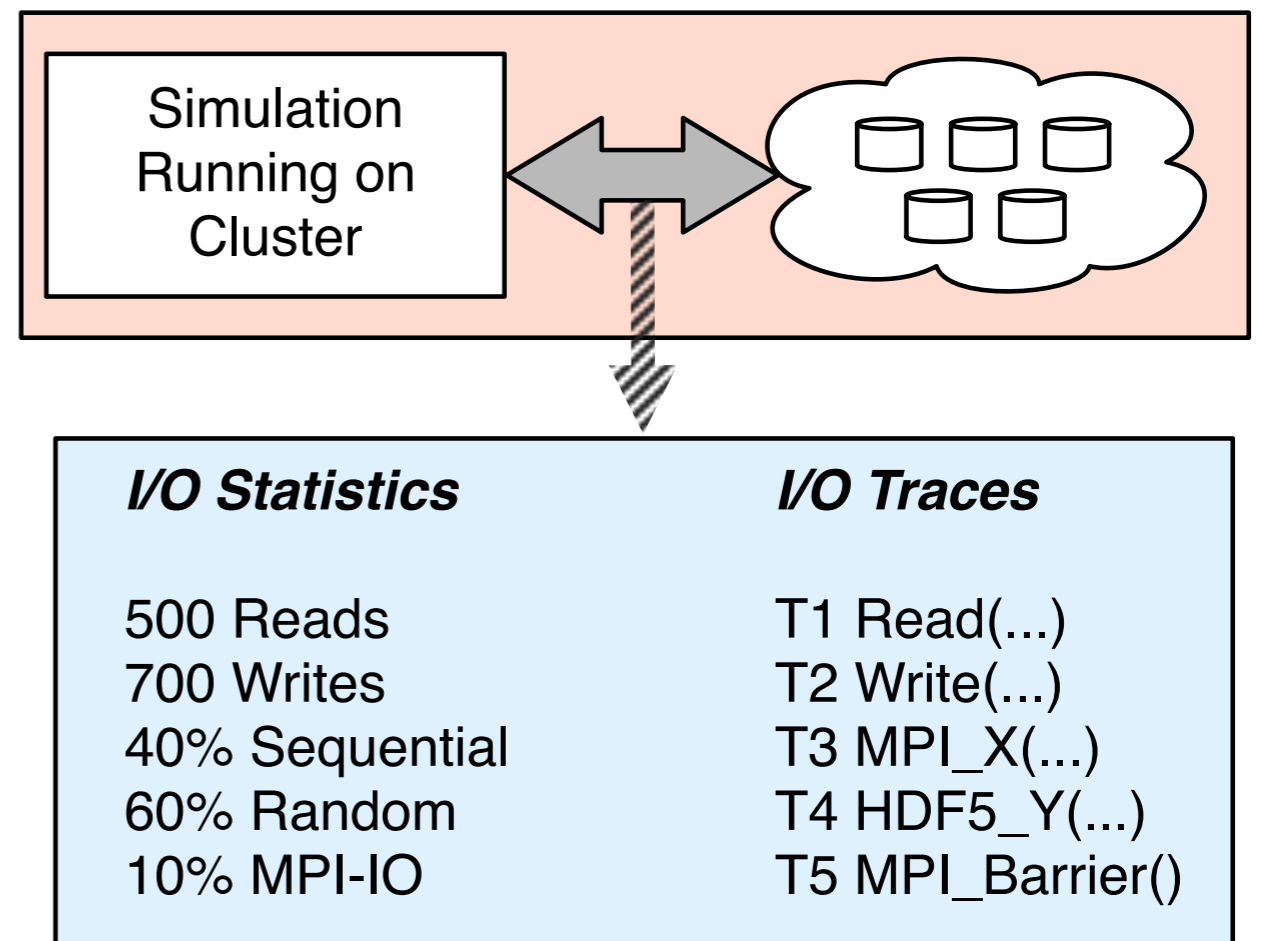 Simulation
Running on
Cluster
I/O Statistics
500 Reads
700 Writes
40% Sequential
60% Random
10% MPI-IO
I/O Traces
T1 Read(...)
T2 Write(...)
T3 MPI_X(...)
T4 HDF5_Y(...)
T5 MPI_Barrier()